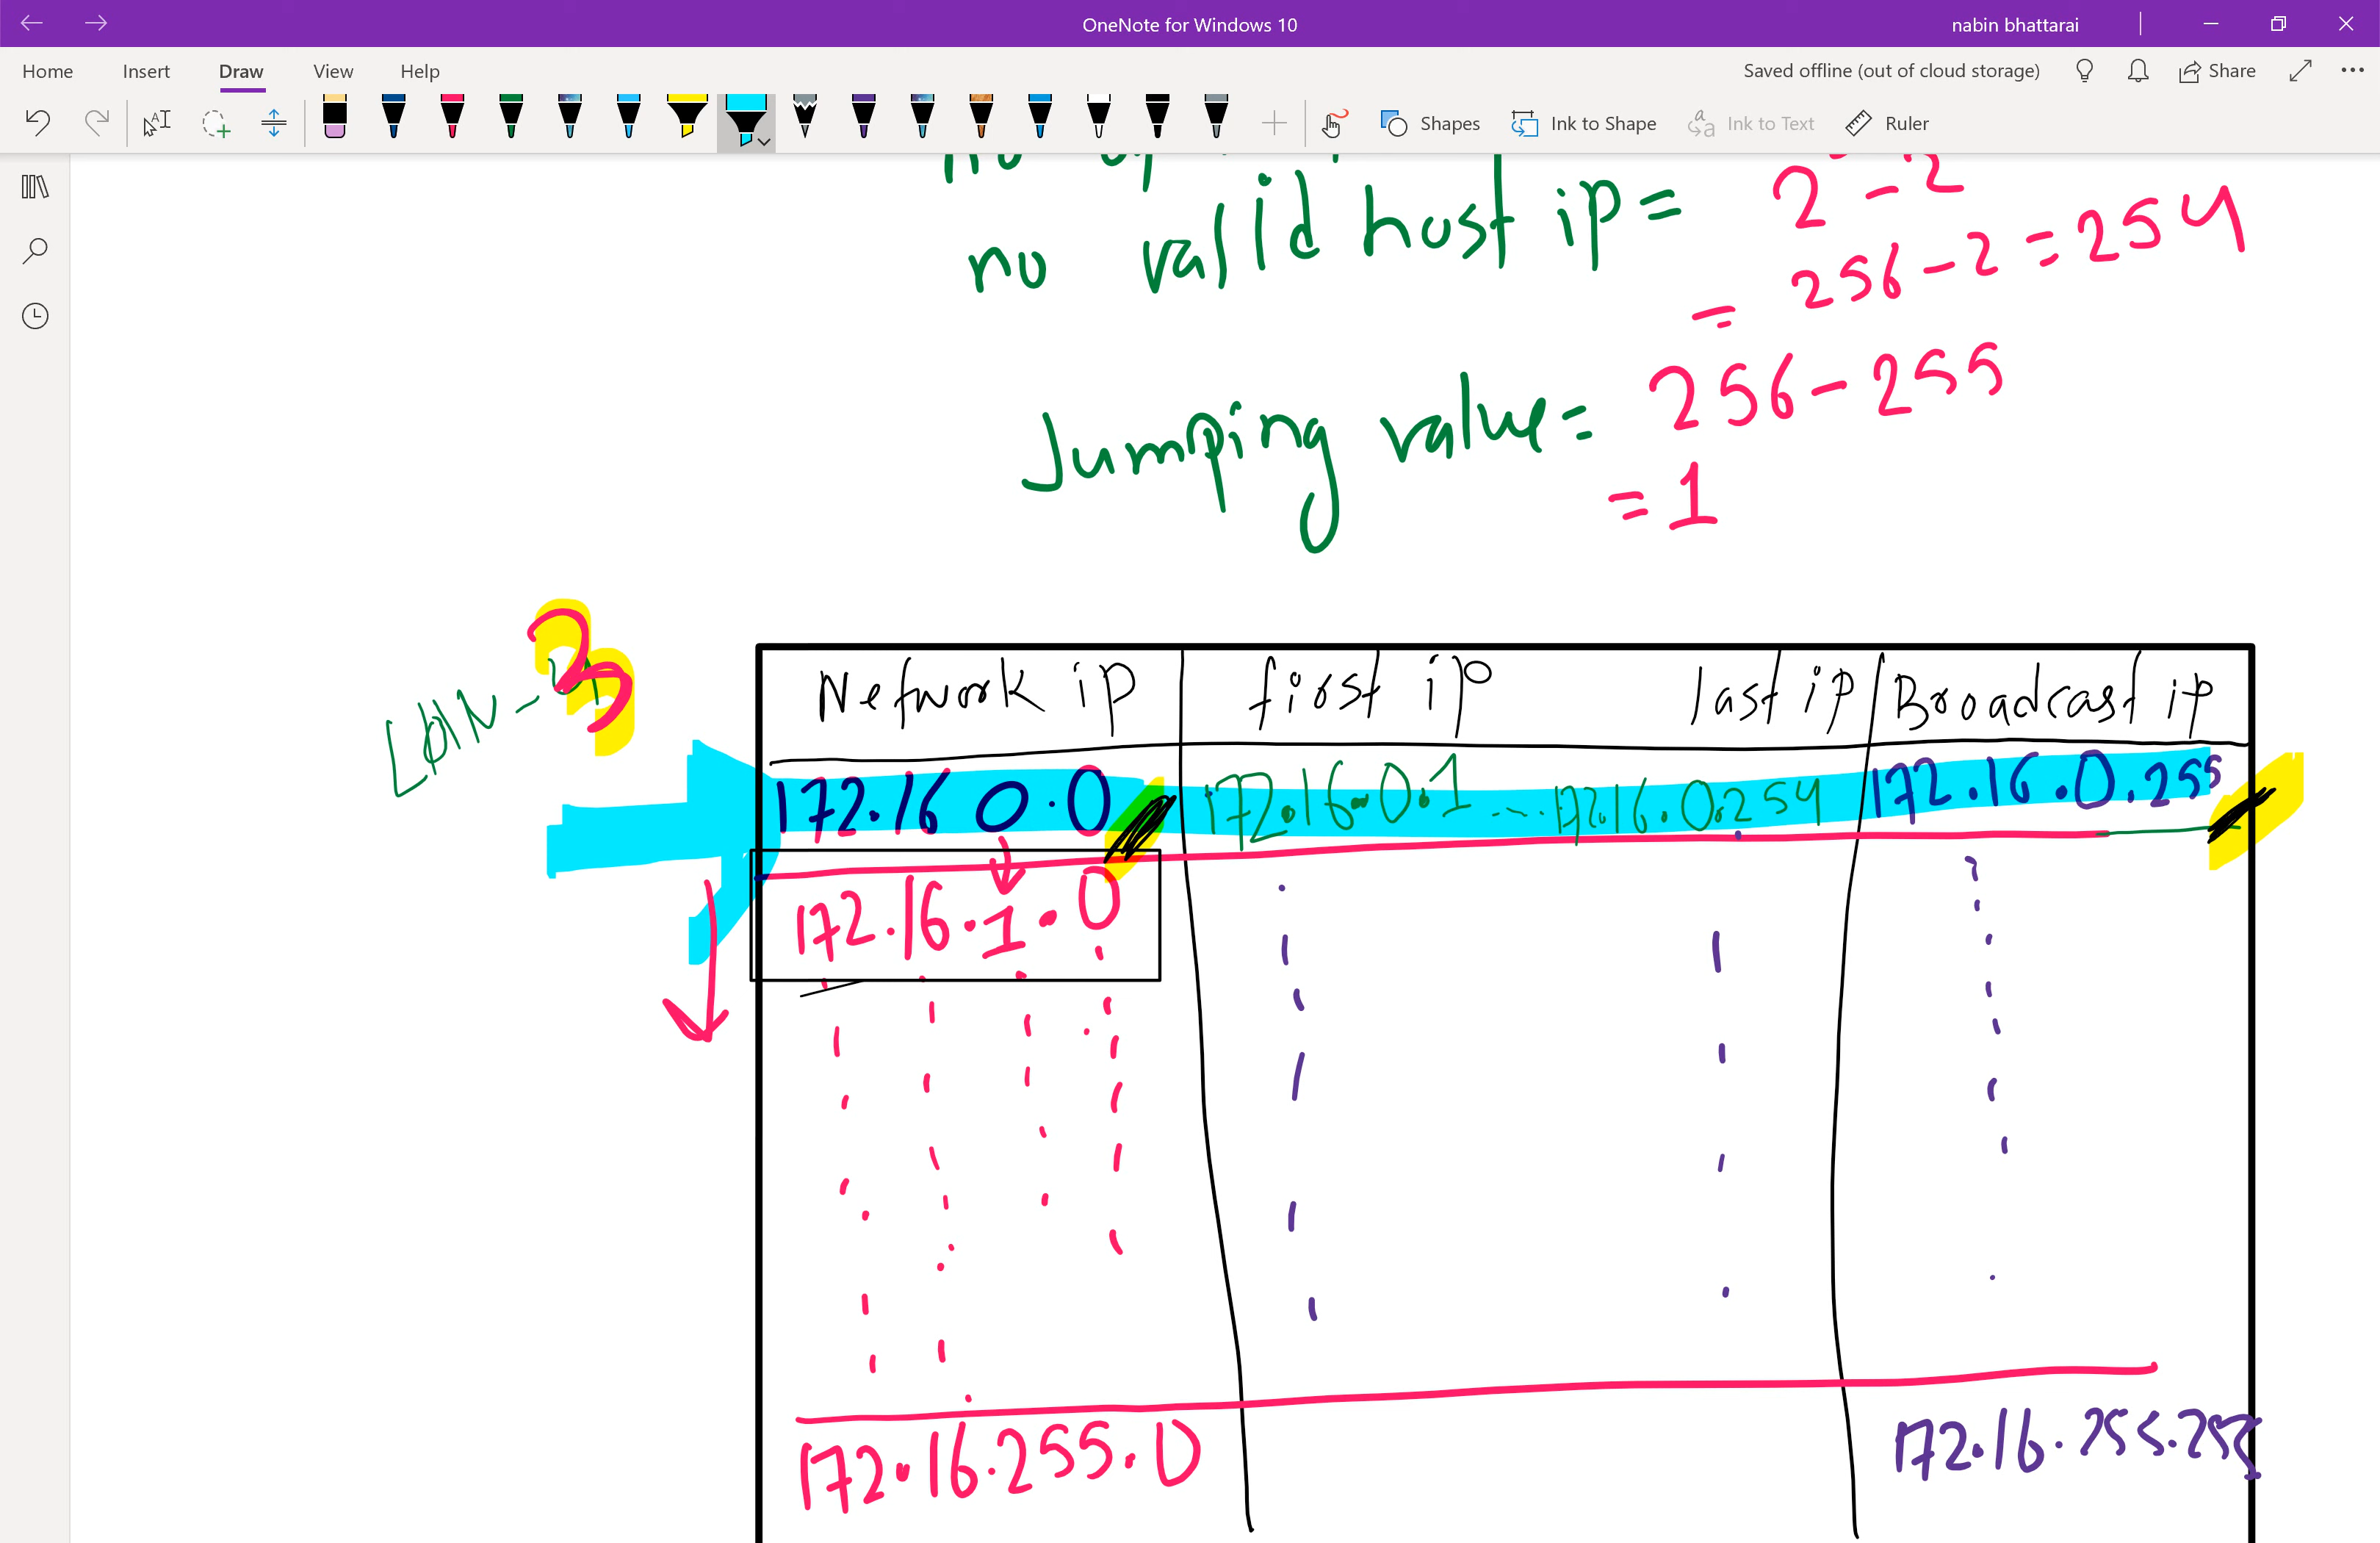 OneNote for Windows 10
nabin bhattarai
Home Insert Draw View Help
Saved offline (out of cloud storage)
Share
Shapes Ink to Shape Ink to Text Ruler
no valid host ip = 2 - 2
= 256 - 2 = 254
Jumping value = 256 - 255
= 1
LAN - 3
Network ip first ip last ip Broadcast ip
172.16 0.0 172.16.0.1 --- 172.16.0.254 172.16.0.255
172.16.1.0
172.16.255.0 172.16.255.255